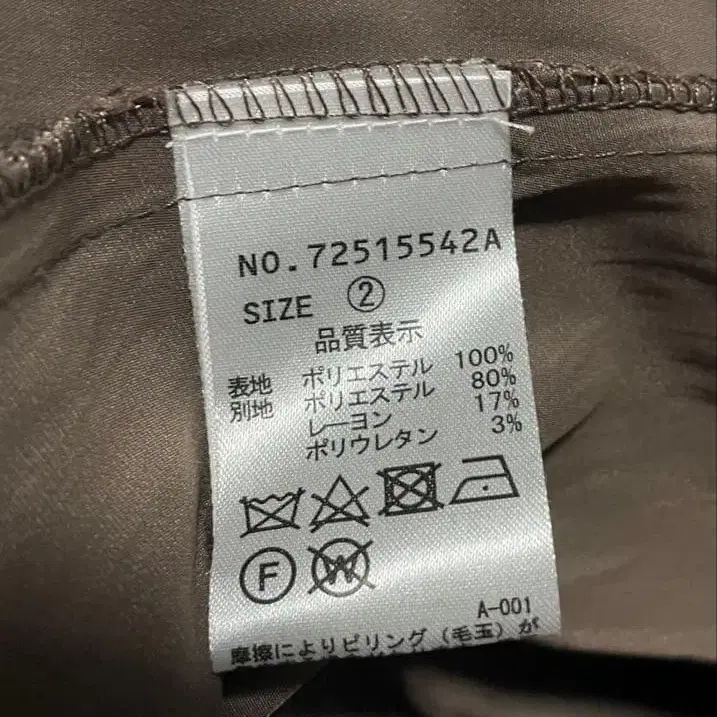 NO.72515542A
SIZE ②
品質表示
表地 ポリエステル 100%
別地 ポリエステル 80%
レーヨン 17%
ポリウレタン 3%
F W
A-001
摩擦によりピリング(毛玉)が